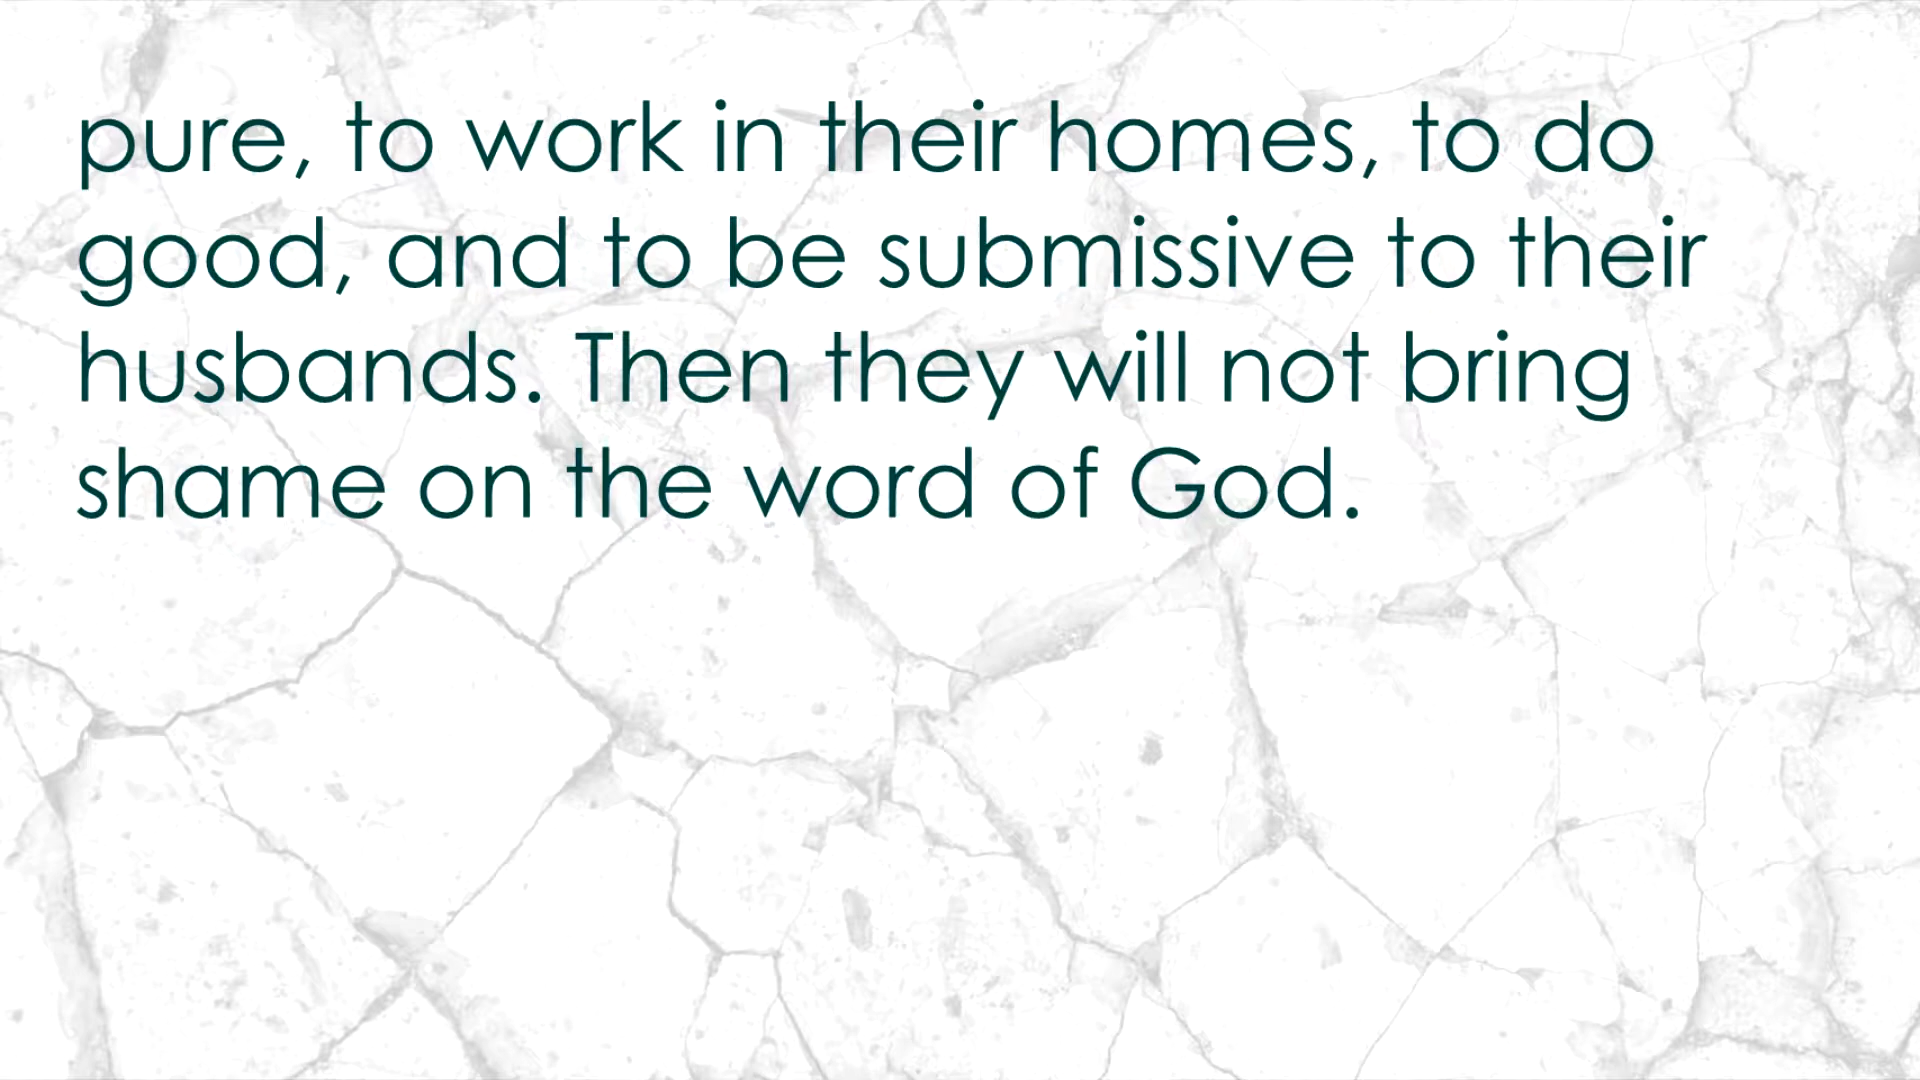 pure, to work in their homes, to do
good, and to be submissive to their
husbands. Then they will not bring
shame on the word of God.